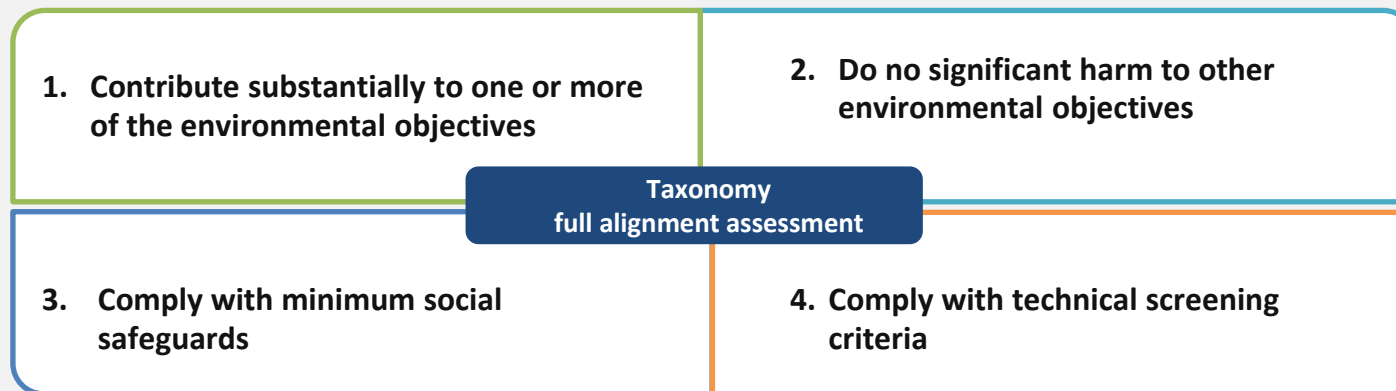 1. Contribute substantially to one or more
of the environmental objectives
2. Do no significant harm to other
environmental objectives
Taxonomy
full alignment assessment
3. Comply with minimum social
safeguards
4. Comply with technical screening
criteria